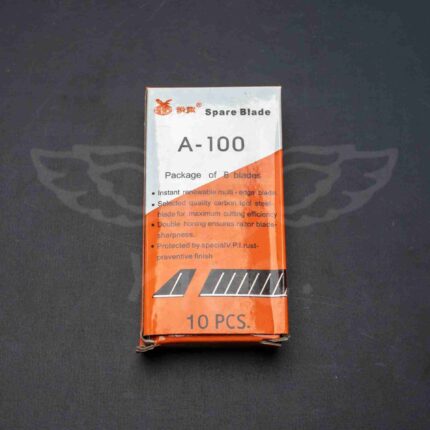 Spare Blade
A-100
Package of 8 blades
• Instant renewable multi-edge blade
• Selected quality carbon tool steel-
blade for maximum cutting efficiency
• Double honing ensures razor blade-
sharpness.
• Protected by special V.P.I. rust-
preventive finish
10 PCS.